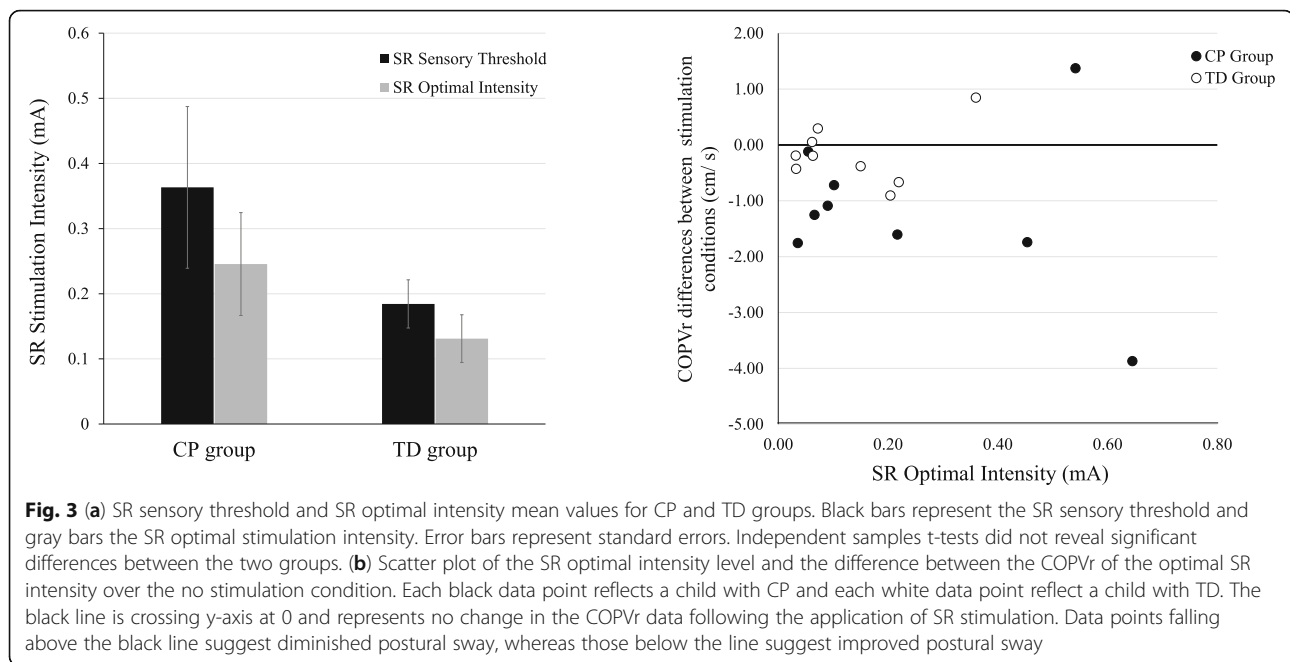 SR Stimulation Intensity (mA)
0.6
0.5
0.4
0.3
0.2
0.1
0
SR Sensory Threshold
SR Optimal Intensity
CP group
TD group
COPVr differences between stimulation
conditions (cm/ s)
2.00
1.00
0.00
-1.00
-2.00
-3.00
-4.00
-5.00
CP Group
TD Group
0.00
0.20
0.40
0.60
0.80
SR Optimal Intensity (mA)
Fig. 3 (a) SR sensory threshold and SR optimal intensity mean values for CP and TD groups. Black bars represent the SR sensory threshold and
gray bars the SR optimal stimulation intensity. Error bars represent standard errors. Independent samples t-tests did not reveal significant
differences between the two groups. (b) Scatter plot of the SR optimal intensity level and the difference between the COPVr of the optimal SR
intensity over the no stimulation condition. Each black data point reflects a child with CP and each white data point reflect a child with TD. The
black line is crossing y-axis at 0 and represents no change in the COPVr data following the application of SR stimulation. Data points falling
above the black line suggest diminished postural sway, whereas those below the line suggest improved postural sway